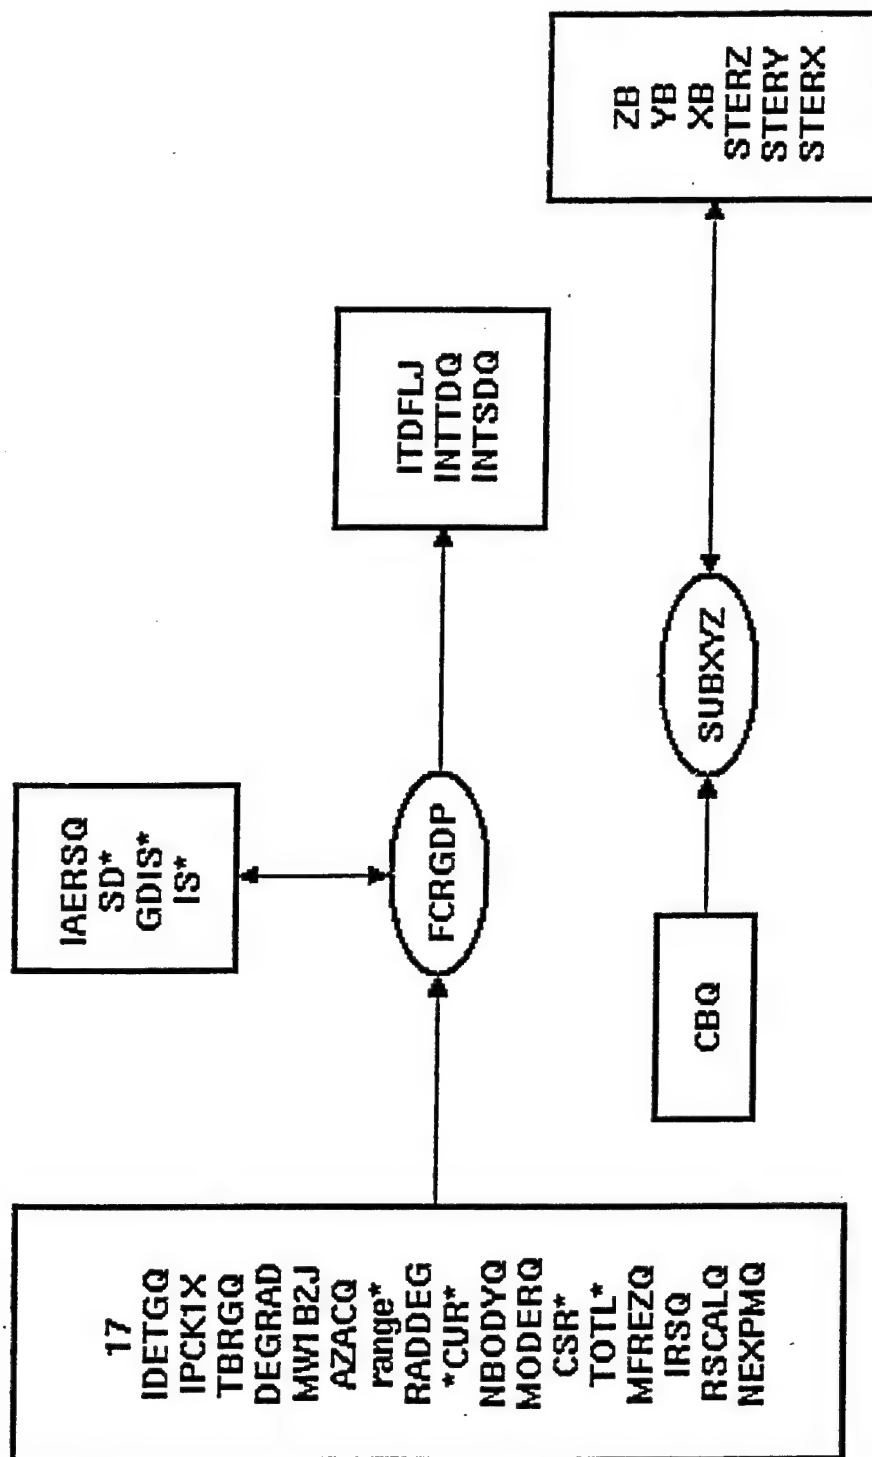 17
IDETGQ
IPCK1X
TBRGQ
DEGRAD
MW1B2J
AZACQ
range*
RADDEG
*CUR*
NBODYQ
MODERQ
CSR*
TOTL*
MFREZQ
IRSQ
RSCALQ
NEXPMQ
IAERSQ
SD*
GDIS*
IS*
FCRGDP
ITDFLJ
INTTDQ
INTSDQ
CBQ
SUBXYZ
ZB
YB
XB
STERZ
STERY
STERX